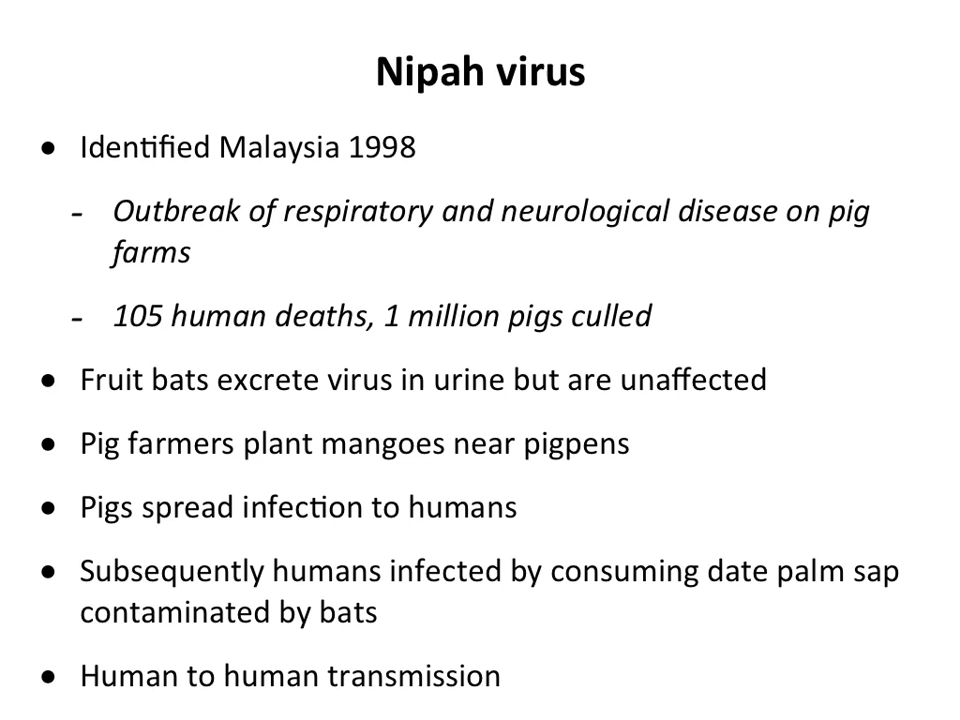 Nipah virus
• Identified Malaysia 1998
- Outbreak of respiratory and neurological disease on pig
farms
- 105 human deaths, 1 million pigs culled
• Fruit bats excrete virus in urine but are unaffected
• Pig farmers plant mangoes near pigpens
• Pigs spread infection to humans
• Subsequently humans infected by consuming date palm sap
contaminated by bats
• Human to human transmission